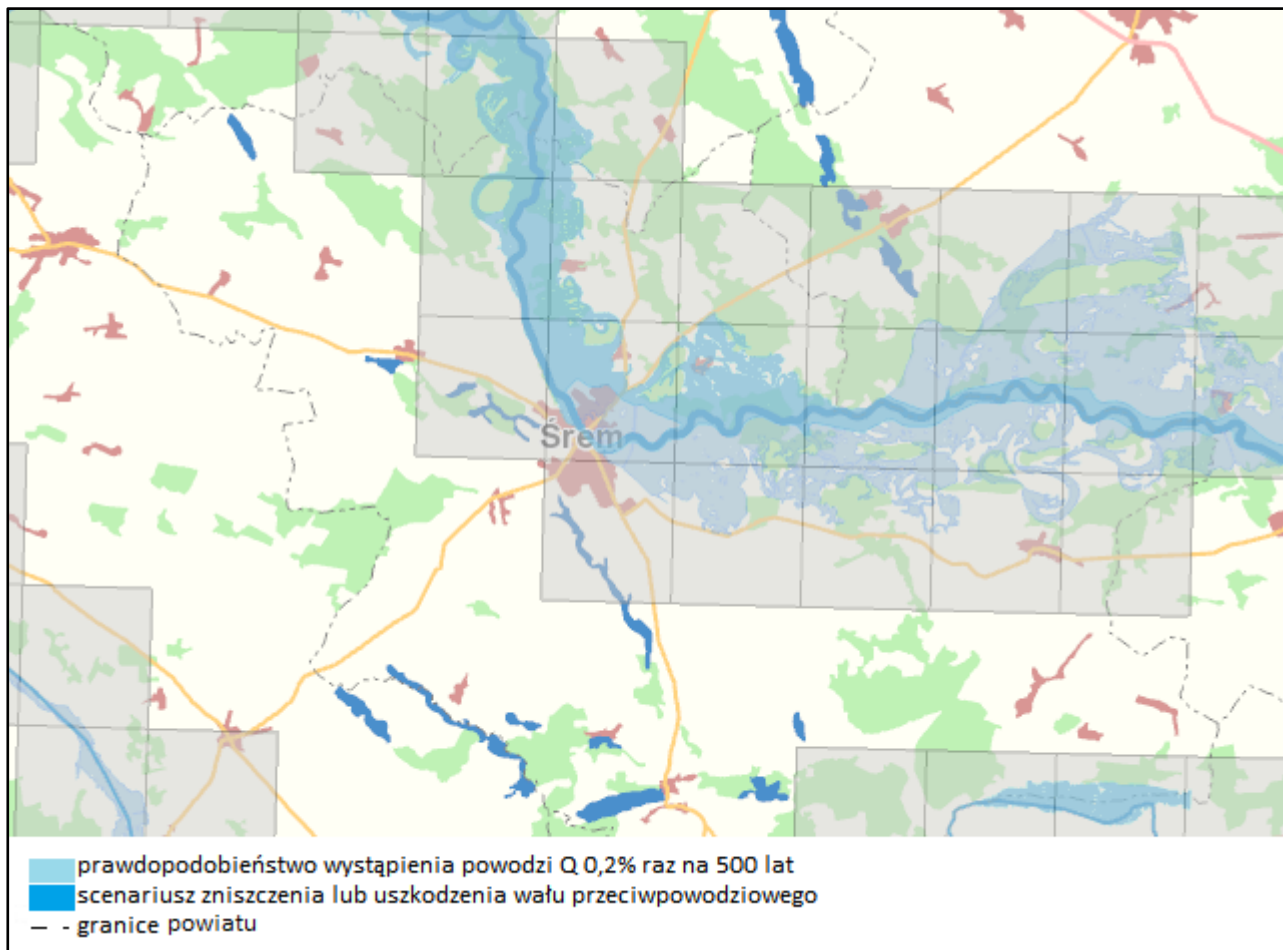 Śrem
prawdopodobieństwo wystąpienia powodzi Q 0,2% raz na 500 lat
scenariusz zniszczenia lub uszkodzenia wału przeciwpowodziowego
granice powiatu